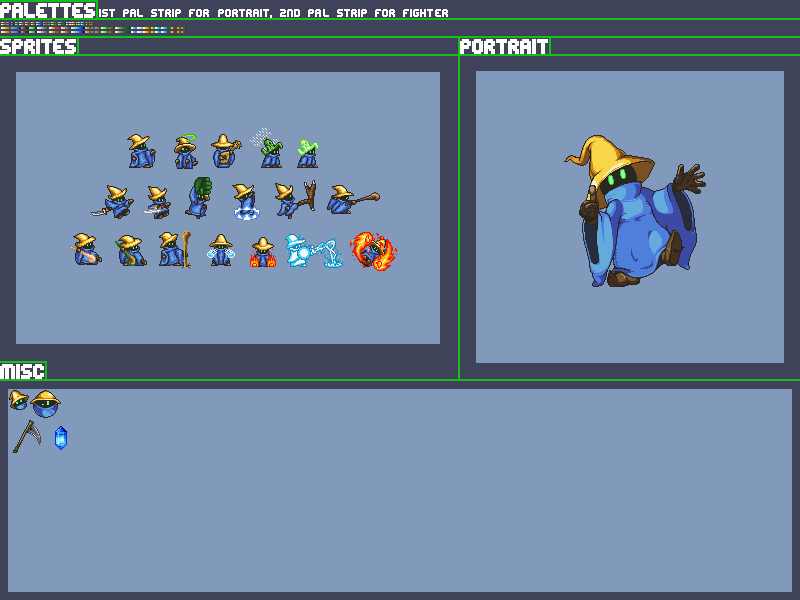 PALETTES 1ST PAL STRIP FOR PORTRAIT, 2ND PAL STRIP FOR FIGHTER
SPRITES
PORTRAIT
MISC